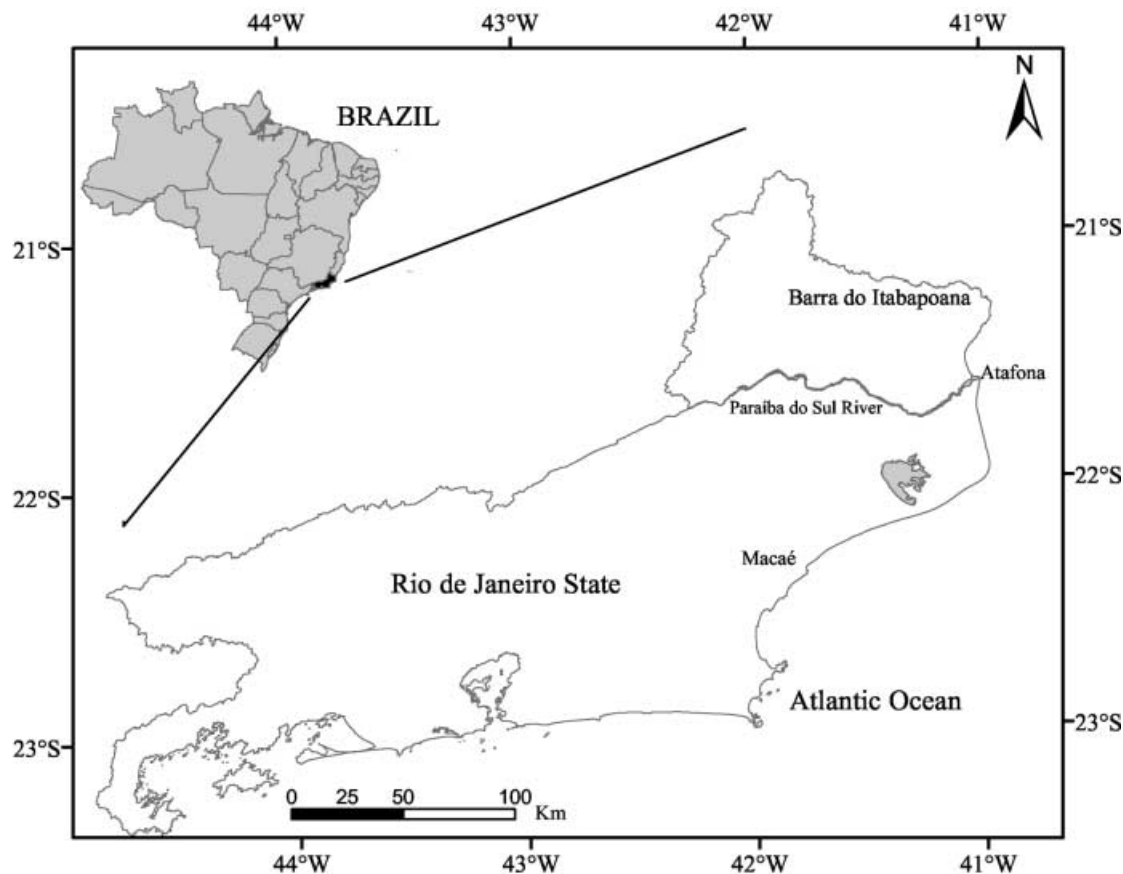 44°W 43°W 42°W 41°W
N
BRAZIL
21°S
21°S
Barra do Itabapoana
Atafona
Paraíba do Sul River
22°S
22°S
Macaé
Rio de Janeiro State
Atlantic Ocean
23°S
23°S
0 25 50 100
Km
44°W 43°W 42°W 41°W